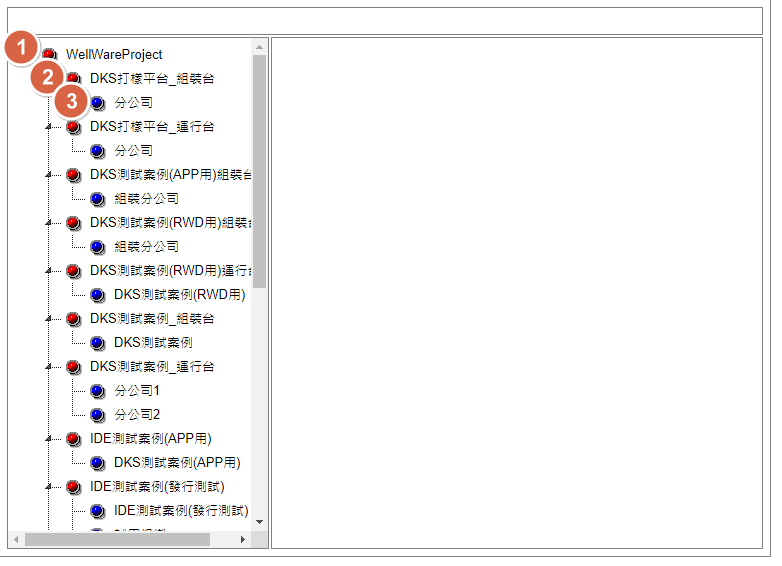 1 WellWareProject
2 DKS打樣平台_組裝台
3 分公司
DKS打樣平台_運行台
分公司
DKS測試案例(APP用)組裝台
組裝分公司
DKS測試案例(RWD用)組裝
組裝分公司
DKS測試案例(RWD用)運行
DKS測試案例(RWD用)
DKS測試案例_組裝台
DKS測試案例
DKS測試案例_運行台
分公司1
分公司2
IDE測試案例(APP用)
DKS測試案例(APP用)
IDE測試案例(發行測試)
IDE測試案例(發行測試)